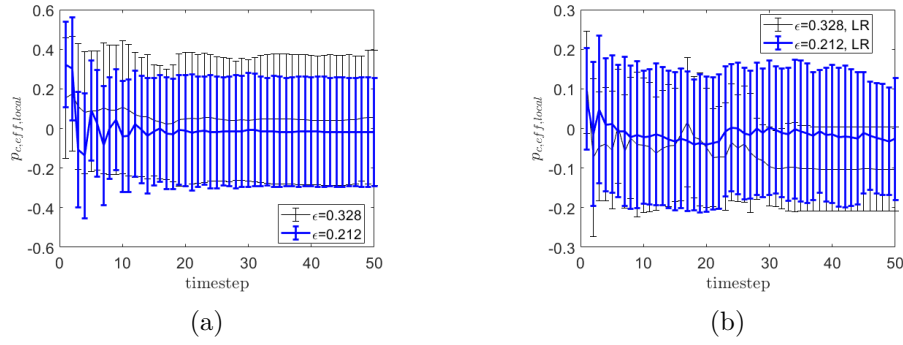 0.6
0.4
0.2
0
-0.2
-0.4
-0.6
p_{c,eff,local}
0 10 20 30 40 50
timestep
ϵ=0.328
ϵ=0.212
(a)
0.3
0.2
0.1
0
-0.1
-0.2
-0.3
p_{c,eff,local}
0 10 20 30 40 50
timestep
ϵ=0.328, LR
ϵ=0.212, LR
(b)